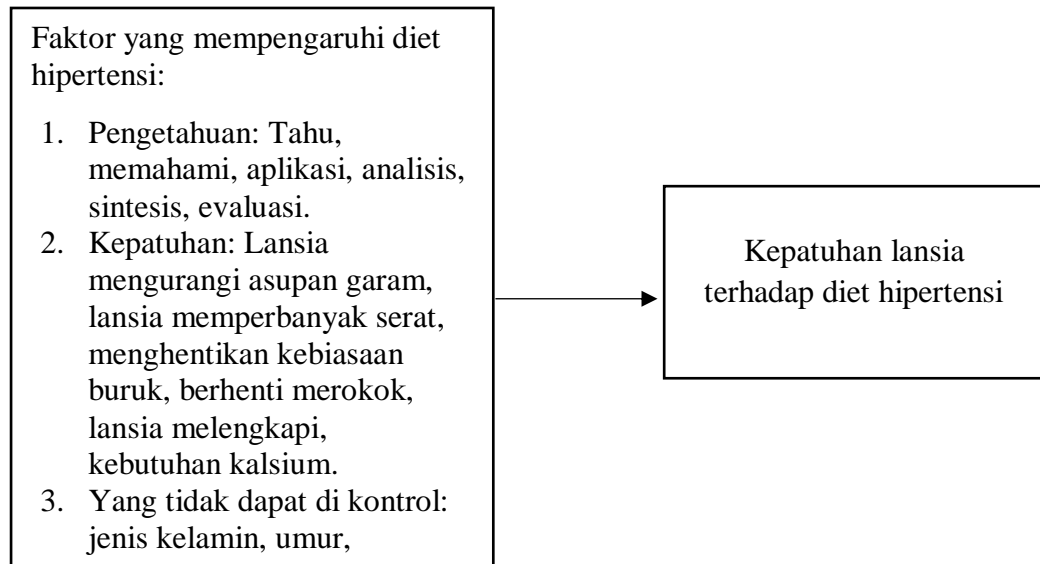 Faktor yang mempengaruhi diet
hipertensi:
1. Pengetahuan: Tahu,
memahami, aplikasi, analisis,
sintesis, evaluasi.
2. Kepatuhan: Lansia
mengurangi asupan garam,
lansia memperbanyak serat,
menghentikan kebiasaan
buruk, berhenti merokok,
lansia melengkapi,
kebutuhan kalsium.
3. Yang tidak dapat di kontrol:
jenis kelamin, umur,
Kepatuhan lansia
terhadap diet hipertensi